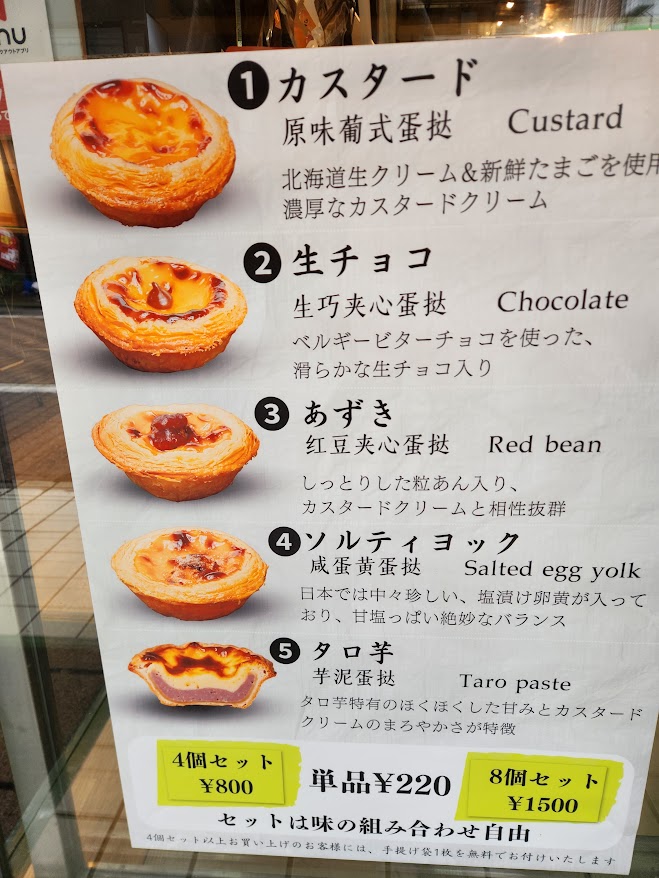 nu
❶カスタード
原味葡式蛋挞 Custard
北海道生クリーム&新鮮たまごを使用
濃厚なカスタードクリーム
❷生チョコ
生巧夹心蛋挞 Chocolate
ベルギービターチョコを使った、
滑らかな生チョコ入り
❸あずき
红豆夹心蛋挞 Red bean
しっとりした粒あん入り、
カスタードクリームと相性抜群
❹ソルティヨック
咸蛋黄蛋挞 Salted egg yolk
日本では中々珍しい、塩漬け卵黄が入って
おり、甘塩っぱい絶妙なバランス
❺タロ芋
芋泥蛋挞 Taro paste
タロ芋特有のほくほくした甘みとカスタード
クリームのまろやかさが特徴
4個セット
¥800
単品¥220
8個セット
¥1500
セットは味の組み合わせ自由
4個セット以上お買い上げのお客様には、手提げ袋1枚を無料でお付けいたします